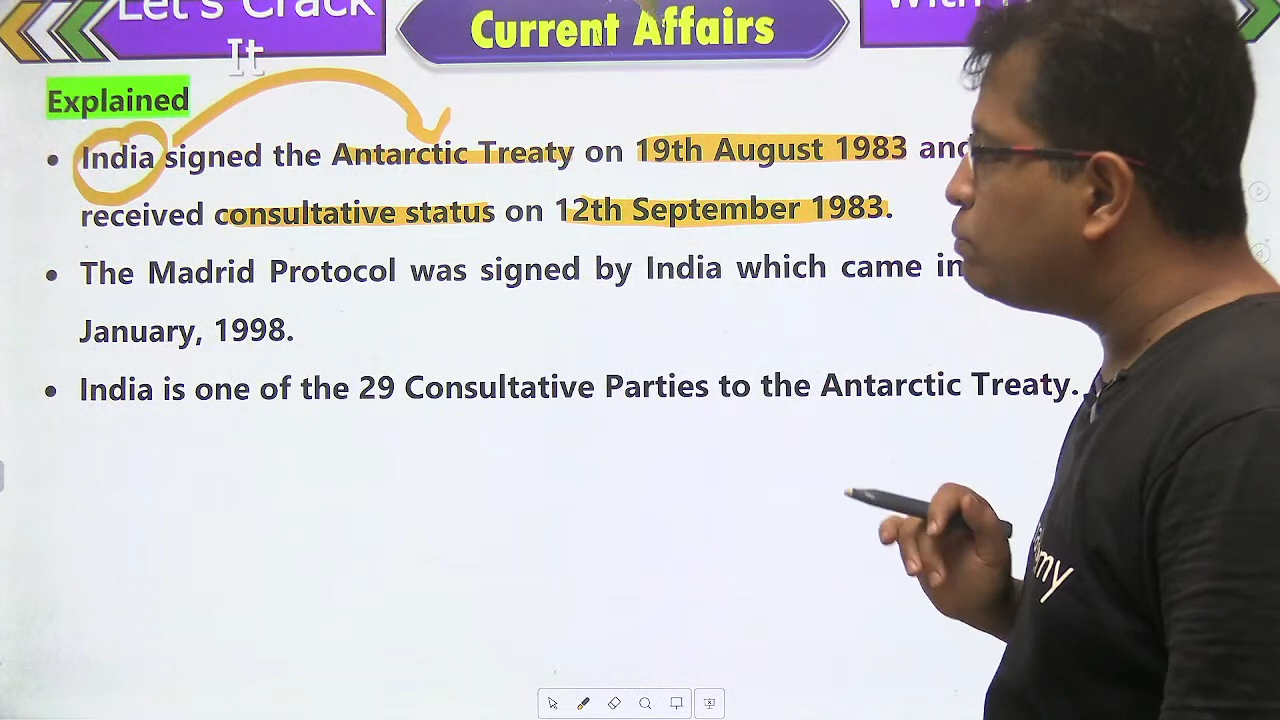 Let's Crack
It
Current Affairs
Explained
• India signed the Antarctic Treaty on 19th August 1983 and
received consultative status on 12th September 1983.
• The Madrid Protocol was signed by India which came in
January, 1998.
• India is one of the 29 Consultative Parties to the Antarctic Treaty.
my